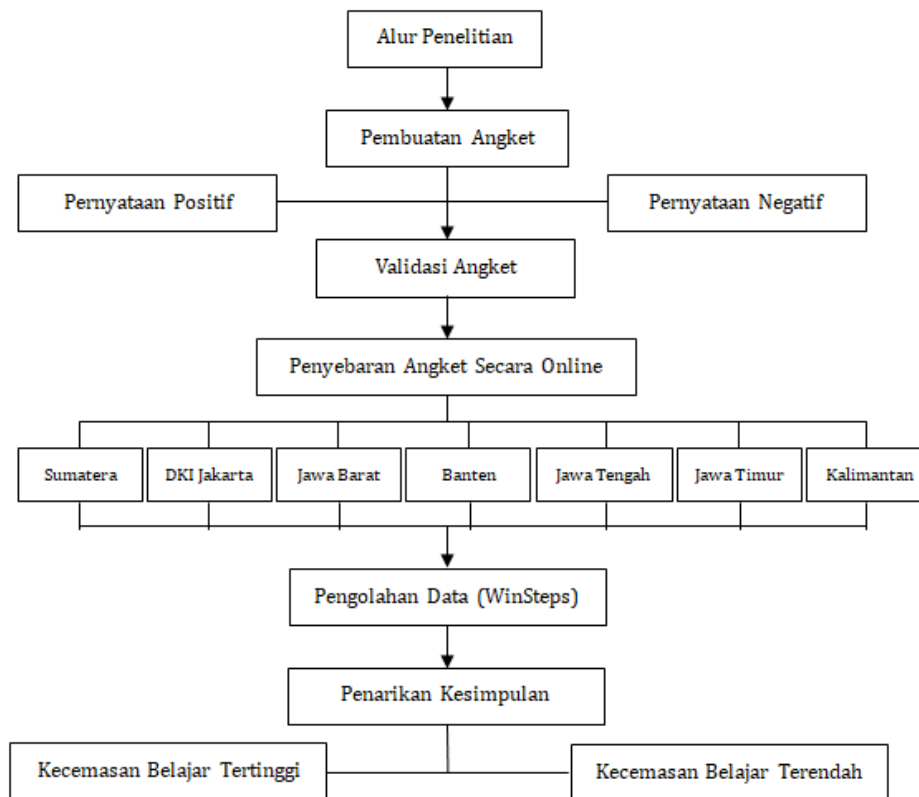 Alur Penelitian
Pembuatan Angket
Pernyataan Positif
Pernyataan Negatif
Validasi Angket
Penyebaran Angket Secara Online
Sumatera
DKI Jakarta
Jawa Barat
Banten
Jawa Tengah
Jawa Timur
Kalimantan
Pengolahan Data (WinSteps)
Penarikan Kesimpulan
Kecemasan Belajar Tertinggi
Kecemasan Belajar Terendah